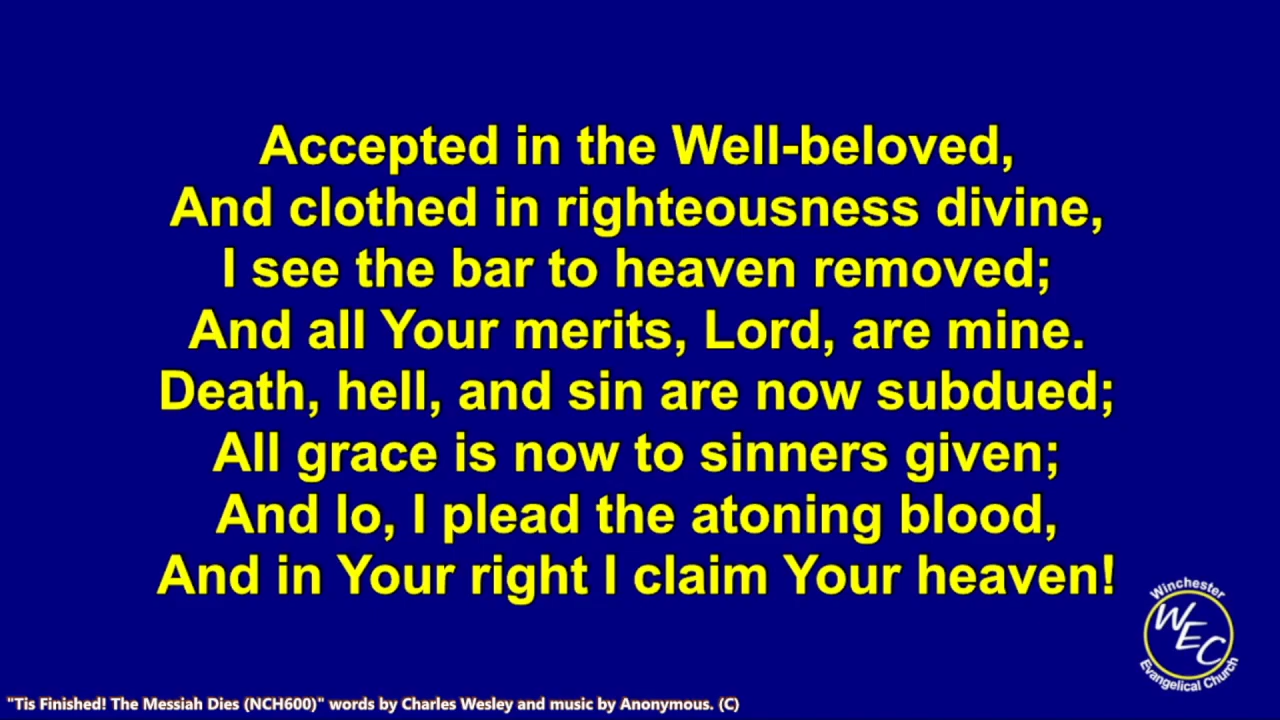 Accepted in the Well-beloved,
And clothed in righteousness divine,
I see the bar to heaven removed;
And all Your merits, Lord, are mine.
Death, hell, and sin are now subdued;
All grace is now to sinners given;
And lo, I plead the atoning blood,
And in Your right I claim Your heaven!
Winchester
WEC
Evangelical Church
"Tis Finished! The Messiah Dies (NCH600)" words by Charles Wesley and music by Anonymous. (C)